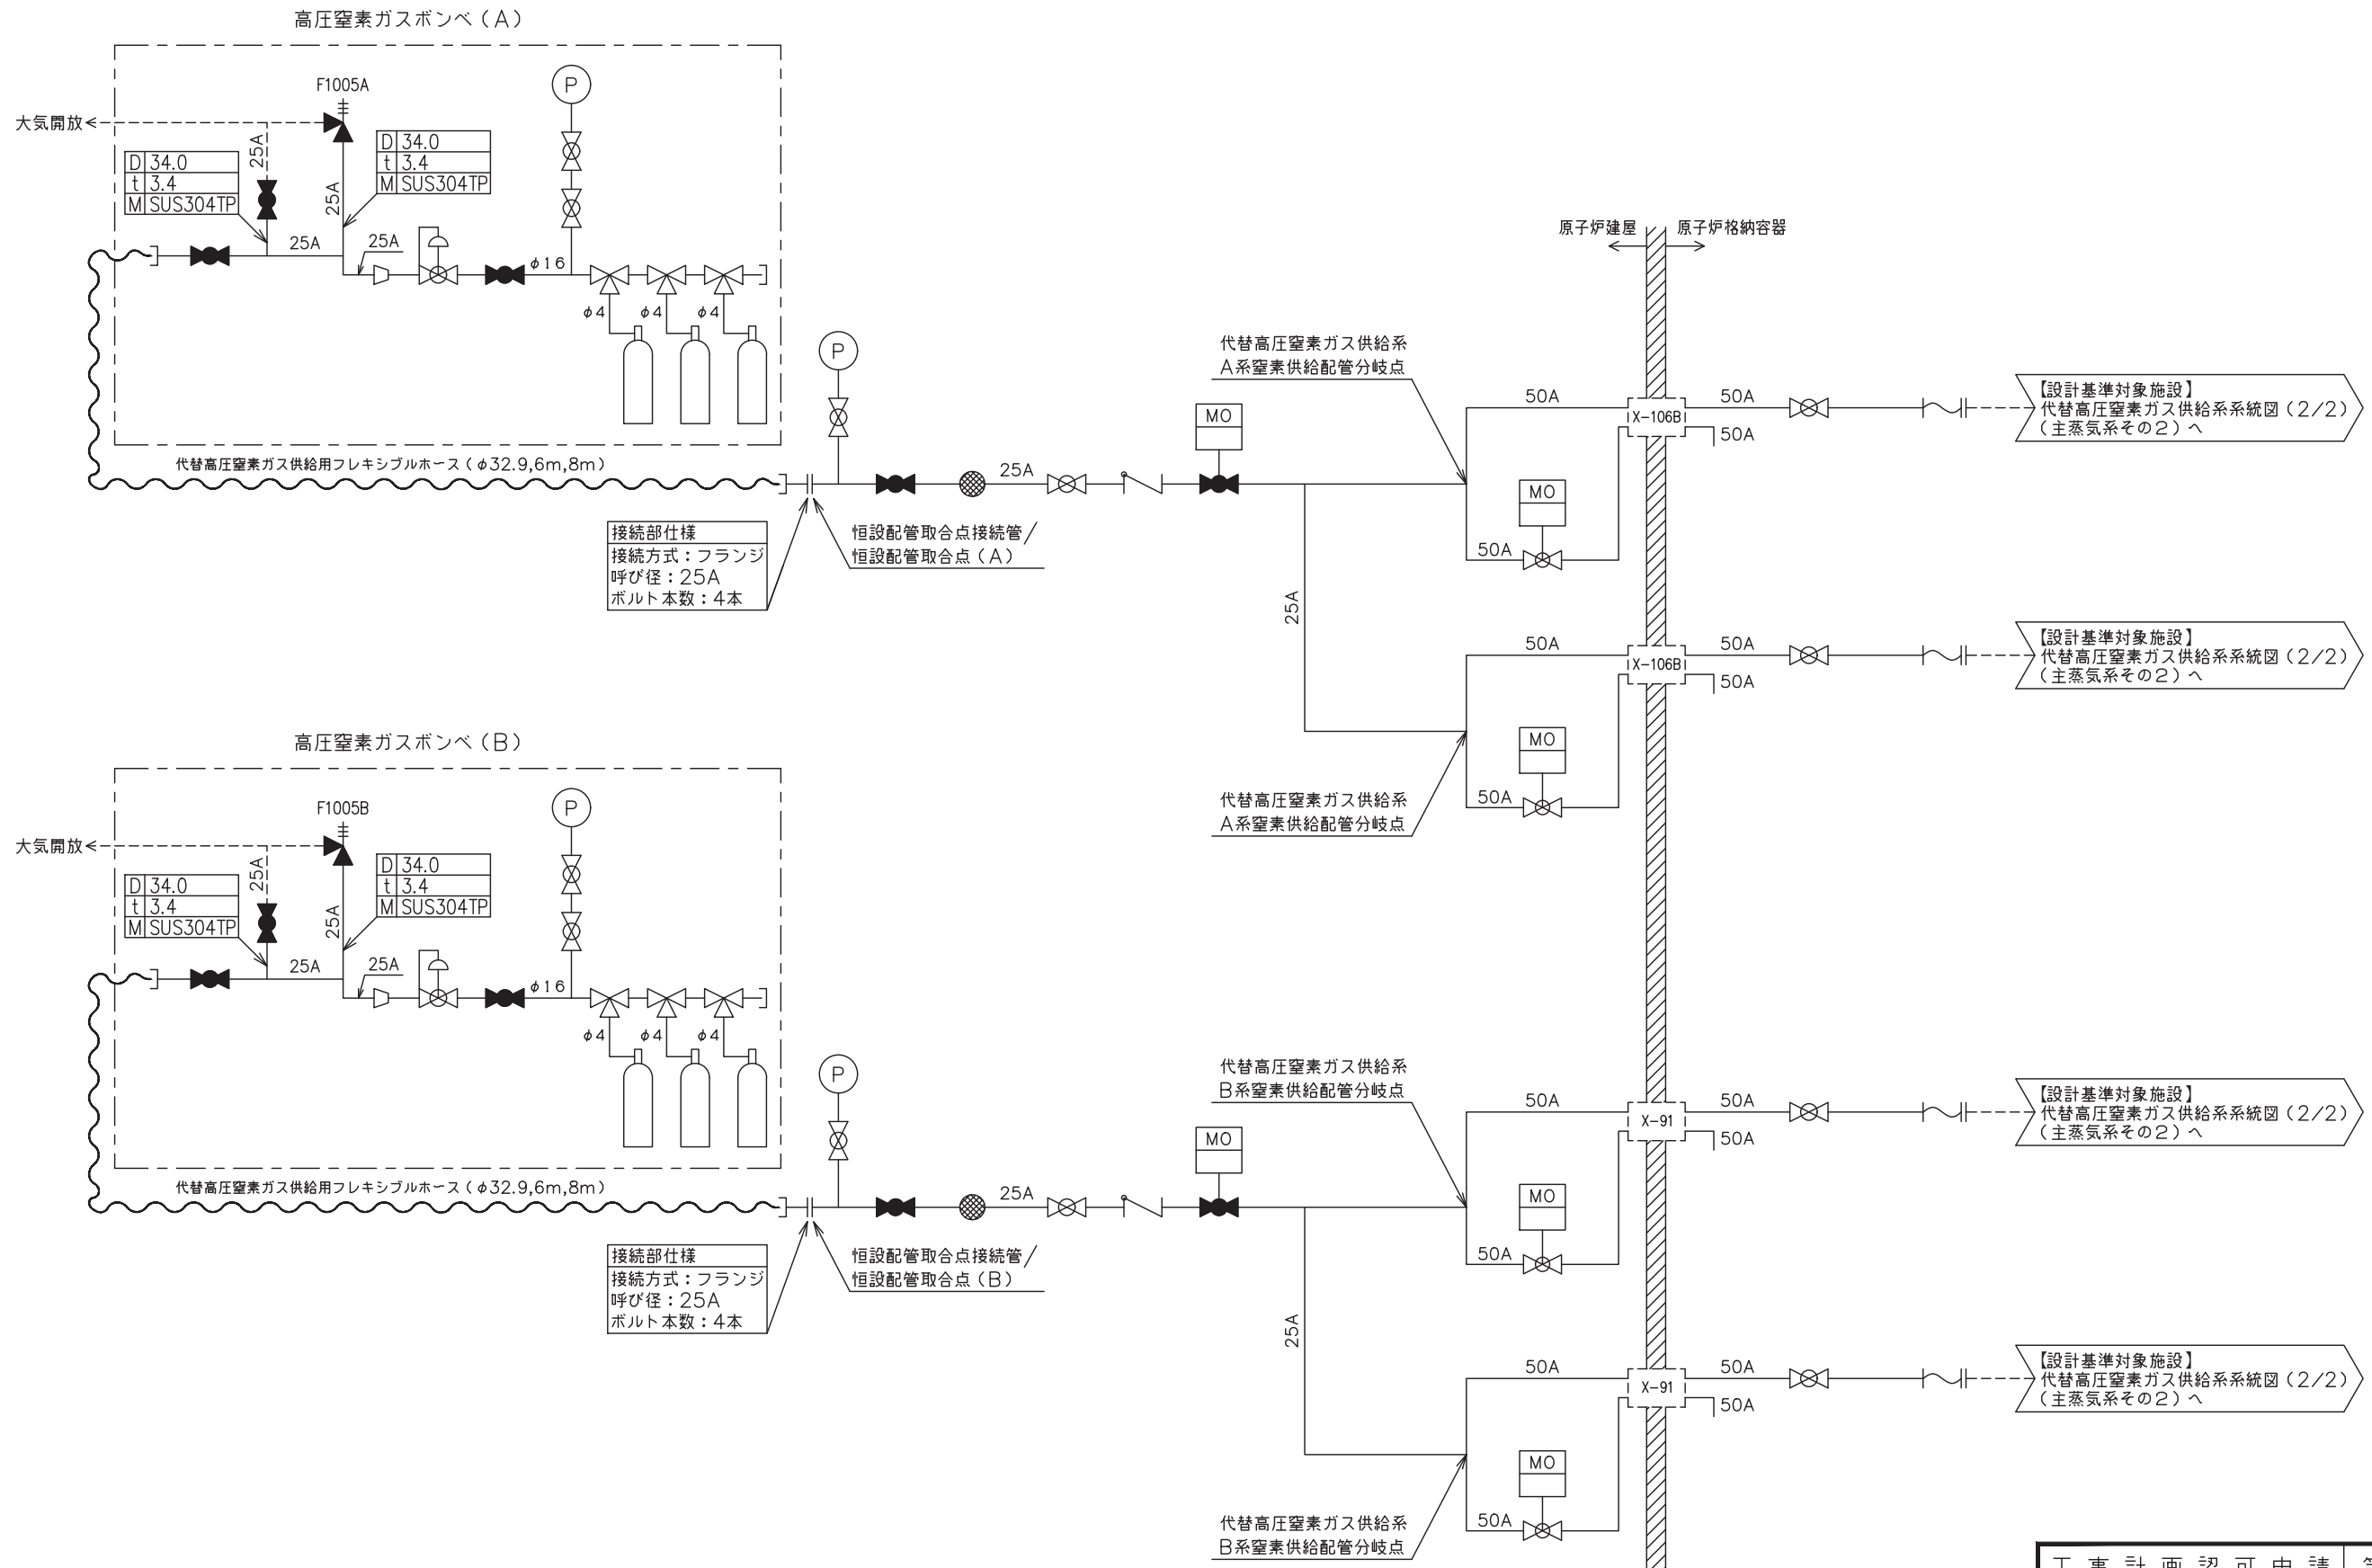 高圧窒素ガスボンベ（A）
F1005A
P
大気開放
25A
D 34.0
t 3.4
M SUS304TP
D 34.0
t 3.4
M SUS304TP
25A
25A
25A
φ16
φ4
φ4
φ4
代替高圧窒素ガス供給用フレキシブルホース（φ32.9,6m,8m）
P
接続部仕様
接続方式：フランジ
呼び径：25A
ボルト本数：4本
恒設配管取合点接続管/
恒設配管取合点（A）
25A
MO
代替高圧窒素ガス供給系
A系窒素供給配管分岐点
25A
原子炉建屋
原子炉格納容器
50A
X-106B
50A
50A
MO
50A
【設計基準対象施設】
代替高圧窒素ガス供給系系統図（2/2）
（主蒸気系その2）へ
50A
X-106B
50A
50A
MO
50A
代替高圧窒素ガス供給系
A系窒素供給配管分岐点
【設計基準対象施設】
代替高圧窒素ガス供給系系統図（2/2）
（主蒸気系その2）へ
高圧窒素ガスボンベ（B）
F1005B
P
大気開放
25A
D 34.0
t 3.4
M SUS304TP
D 34.0
t 3.4
M SUS304TP
25A
25A
25A
φ16
φ4
φ4
φ4
代替高圧窒素ガス供給用フレキシブルホース（φ32.9,6m,8m）
P
接続部仕様
接続方式：フランジ
呼び径：25A
ボルト本数：4本
恒設配管取合点接続管/
恒設配管取合点（B）
25A
MO
代替高圧窒素ガス供給系
B系窒素供給配管分岐点
25A
50A
X-91
50A
50A
MO
50A
【設計基準対象施設】
代替高圧窒素ガス供給系系統図（2/2）
（主蒸気系その2）へ
50A
X-91
50A
50A
MO
50A
代替高圧窒素ガス供給系
B系窒素供給配管分岐点
【設計基準対象施設】
代替高圧窒素ガス供給系系統図（2/2）
（主蒸気系その2）へ
工事計画認可申請